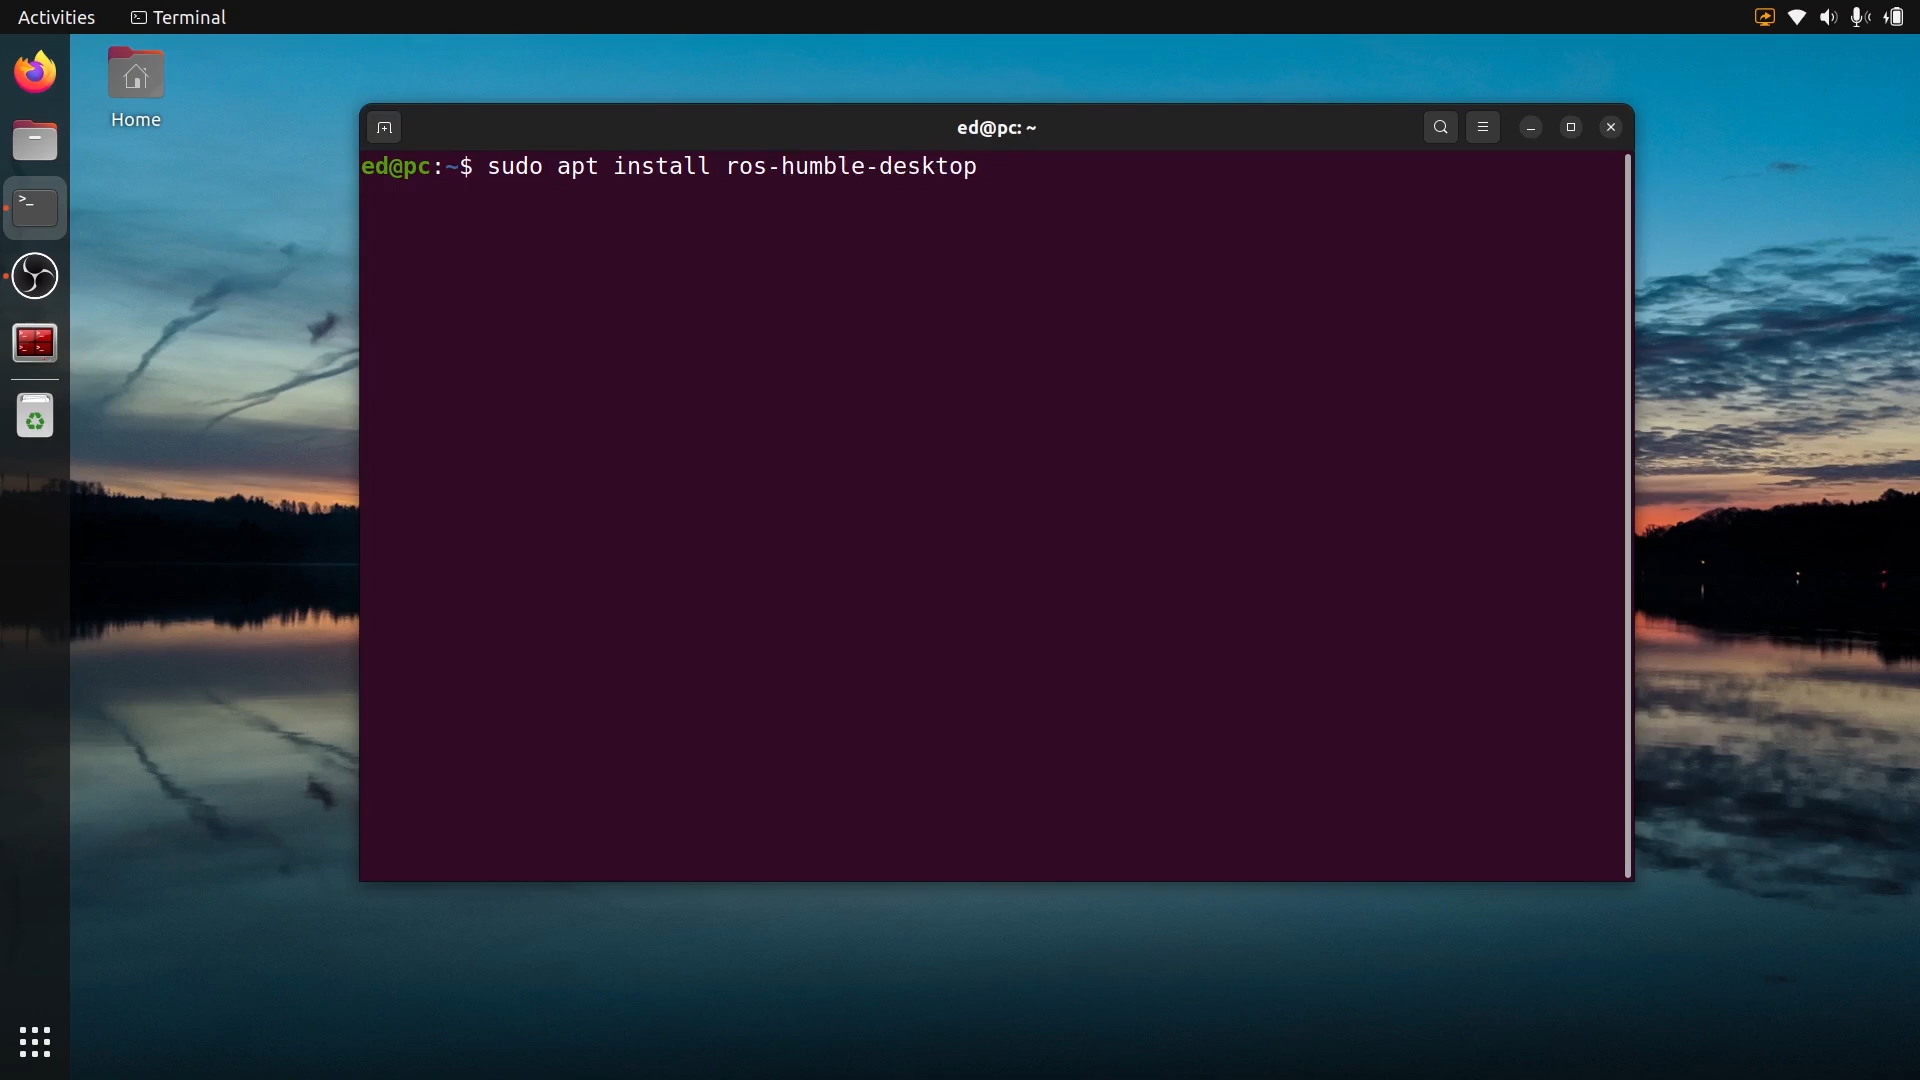 Activities
Terminal
Home
ed@pc: ~
ed@pc:~$ sudo apt install ros-humble-desktop